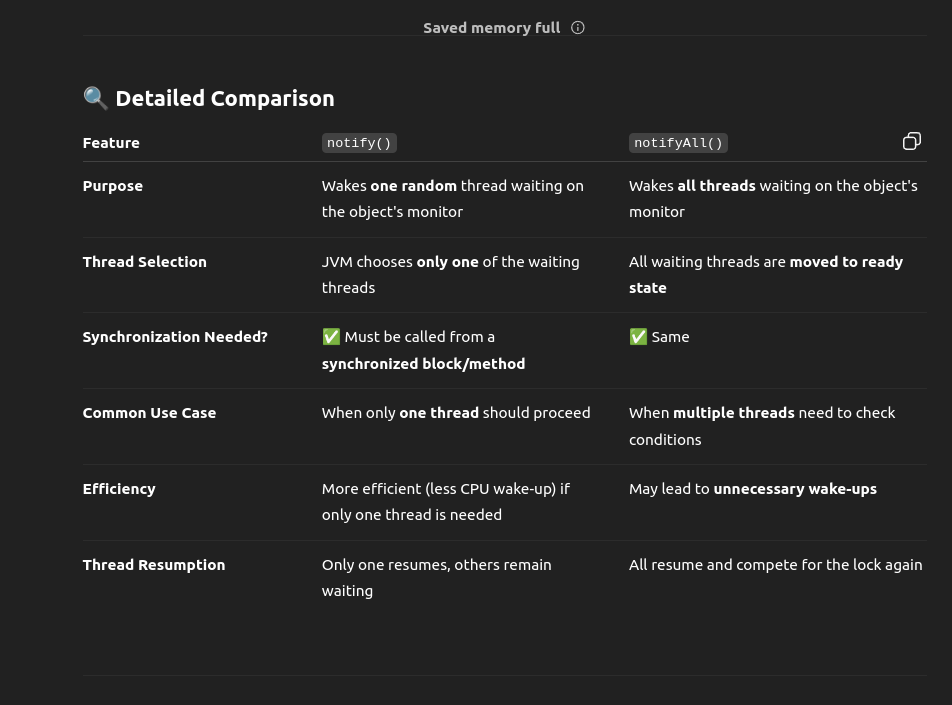 Saved memory full
🔍 Detailed Comparison
Feature notify() notifyAll()
Purpose Wakes one random thread waiting on Wakes all threads waiting on the object's
the object's monitor monitor
Thread Selection JVM chooses only one of the waiting All waiting threads are moved to ready
threads state
Synchronization Needed? ✅ Must be called from a ✅ Same
synchronized block/method
Common Use Case When only one thread should proceed When multiple threads need to check
conditions
Efficiency More efficient (less CPU wake-up) if May lead to unnecessary wake-ups
only one thread is needed
Thread Resumption Only one resumes, others remain All resume and compete for the lock again
waiting